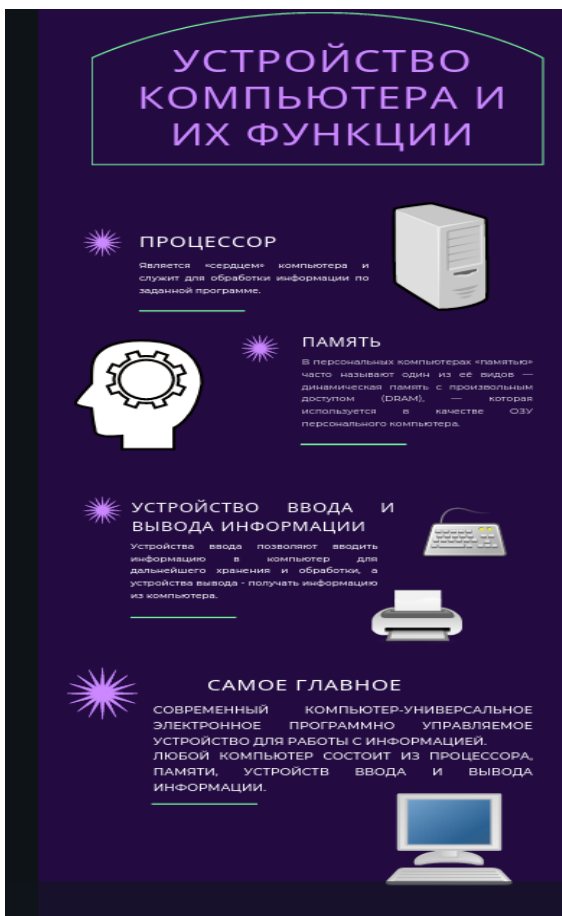 УСТРОЙСТВО
КОМПЬЮТЕРА И
ИХ ФУНКЦИИ
ПРОЦЕССОР
Является «сердцем» компьютера и
служит для обработки информации по
заданной программе.
ПАМЯТЬ
В персональных компьютерах «памятью»
часто называют один из её видов —
динамическая память с произвольным
доступом (DRAM), — которая
используется в качестве ОЗУ
персонального компьютера.
УСТРОЙСТВО ВВОДА И
ВЫВОДА ИНФОРМАЦИИ
Устройства ввода позволяют вводить
информацию в компьютер для
дальнейшего хранения и обработки, а
устройства вывода - получать информацию
из компьютера.
САМОЕ ГЛАВНОЕ
СОВРЕМЕННЫЙ КОМПЬЮТЕР-УНИВЕРСАЛЬНОЕ
ЭЛЕКТРОННОЕ ПРОГРАММНО УПРАВЛЯЕМОЕ
УСТРОЙСТВО ДЛЯ РАБОТЫ С ИНФОРМАЦИЕЙ.
ЛЮБОЙ КОМПЬЮТЕР СОСТОИТ ИЗ ПРОЦЕССОРА,
ПАМЯТИ, УСТРОЙСТВ ВВОДА И ВЫВОДА
ИНФОРМАЦИИ.